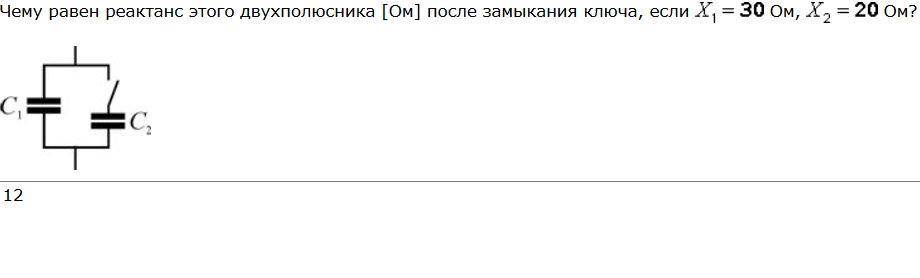 Чему равен реактанс этого двухполюсника [Ом] после замыкания ключа, если X₁ = 30 Ом, X₂ = 20 Ом?
C₁
C₂
12